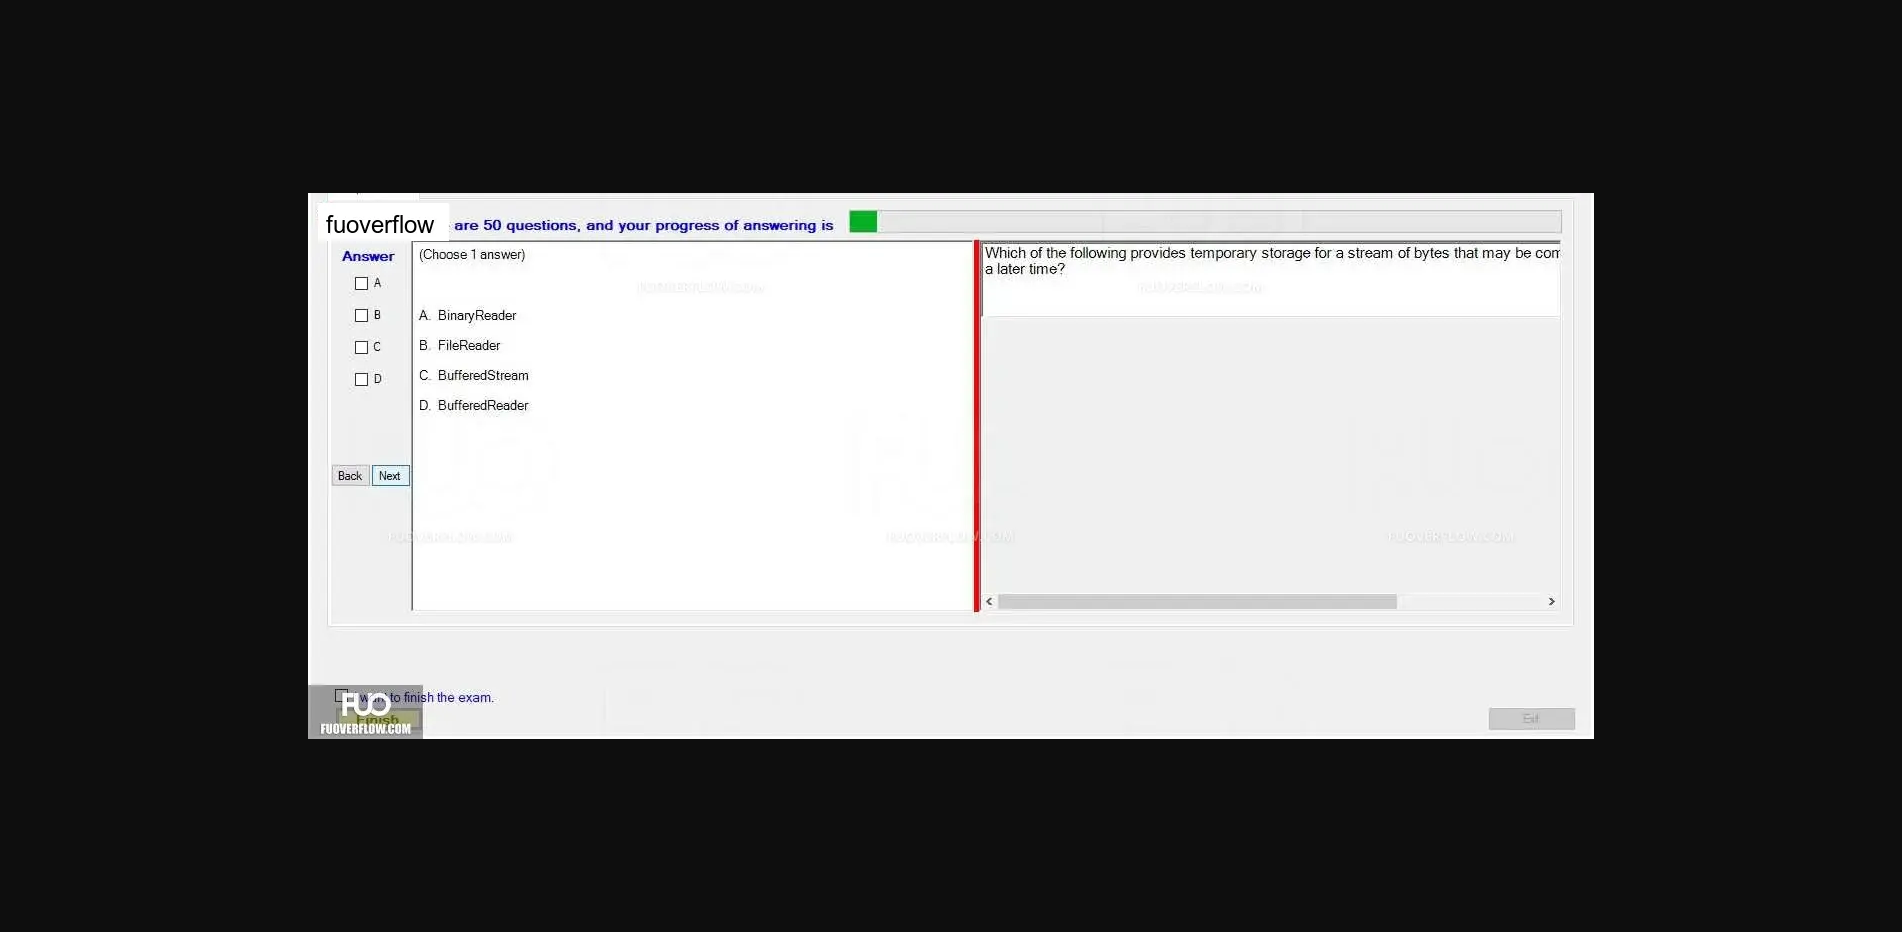 fuoverflow
are 50 questions, and your progress of answering is
Answer
A
B
C
D
Back
Next
(Choose 1 answer)
A. BinaryReader
B. FileReader
C. BufferedStream
D. BufferedReader
Which of the following provides temporary storage for a stream of bytes that may be com
a later time?
FUOVERFLOW.COM
FUOVERFLOW.COM
FUOVERFLOW.COM
FUOVERFLOW.COM
FUOVERFLOW.COM
want to finish the exam.
Finish
FUO
FUOVERFLOW.COM
Exit